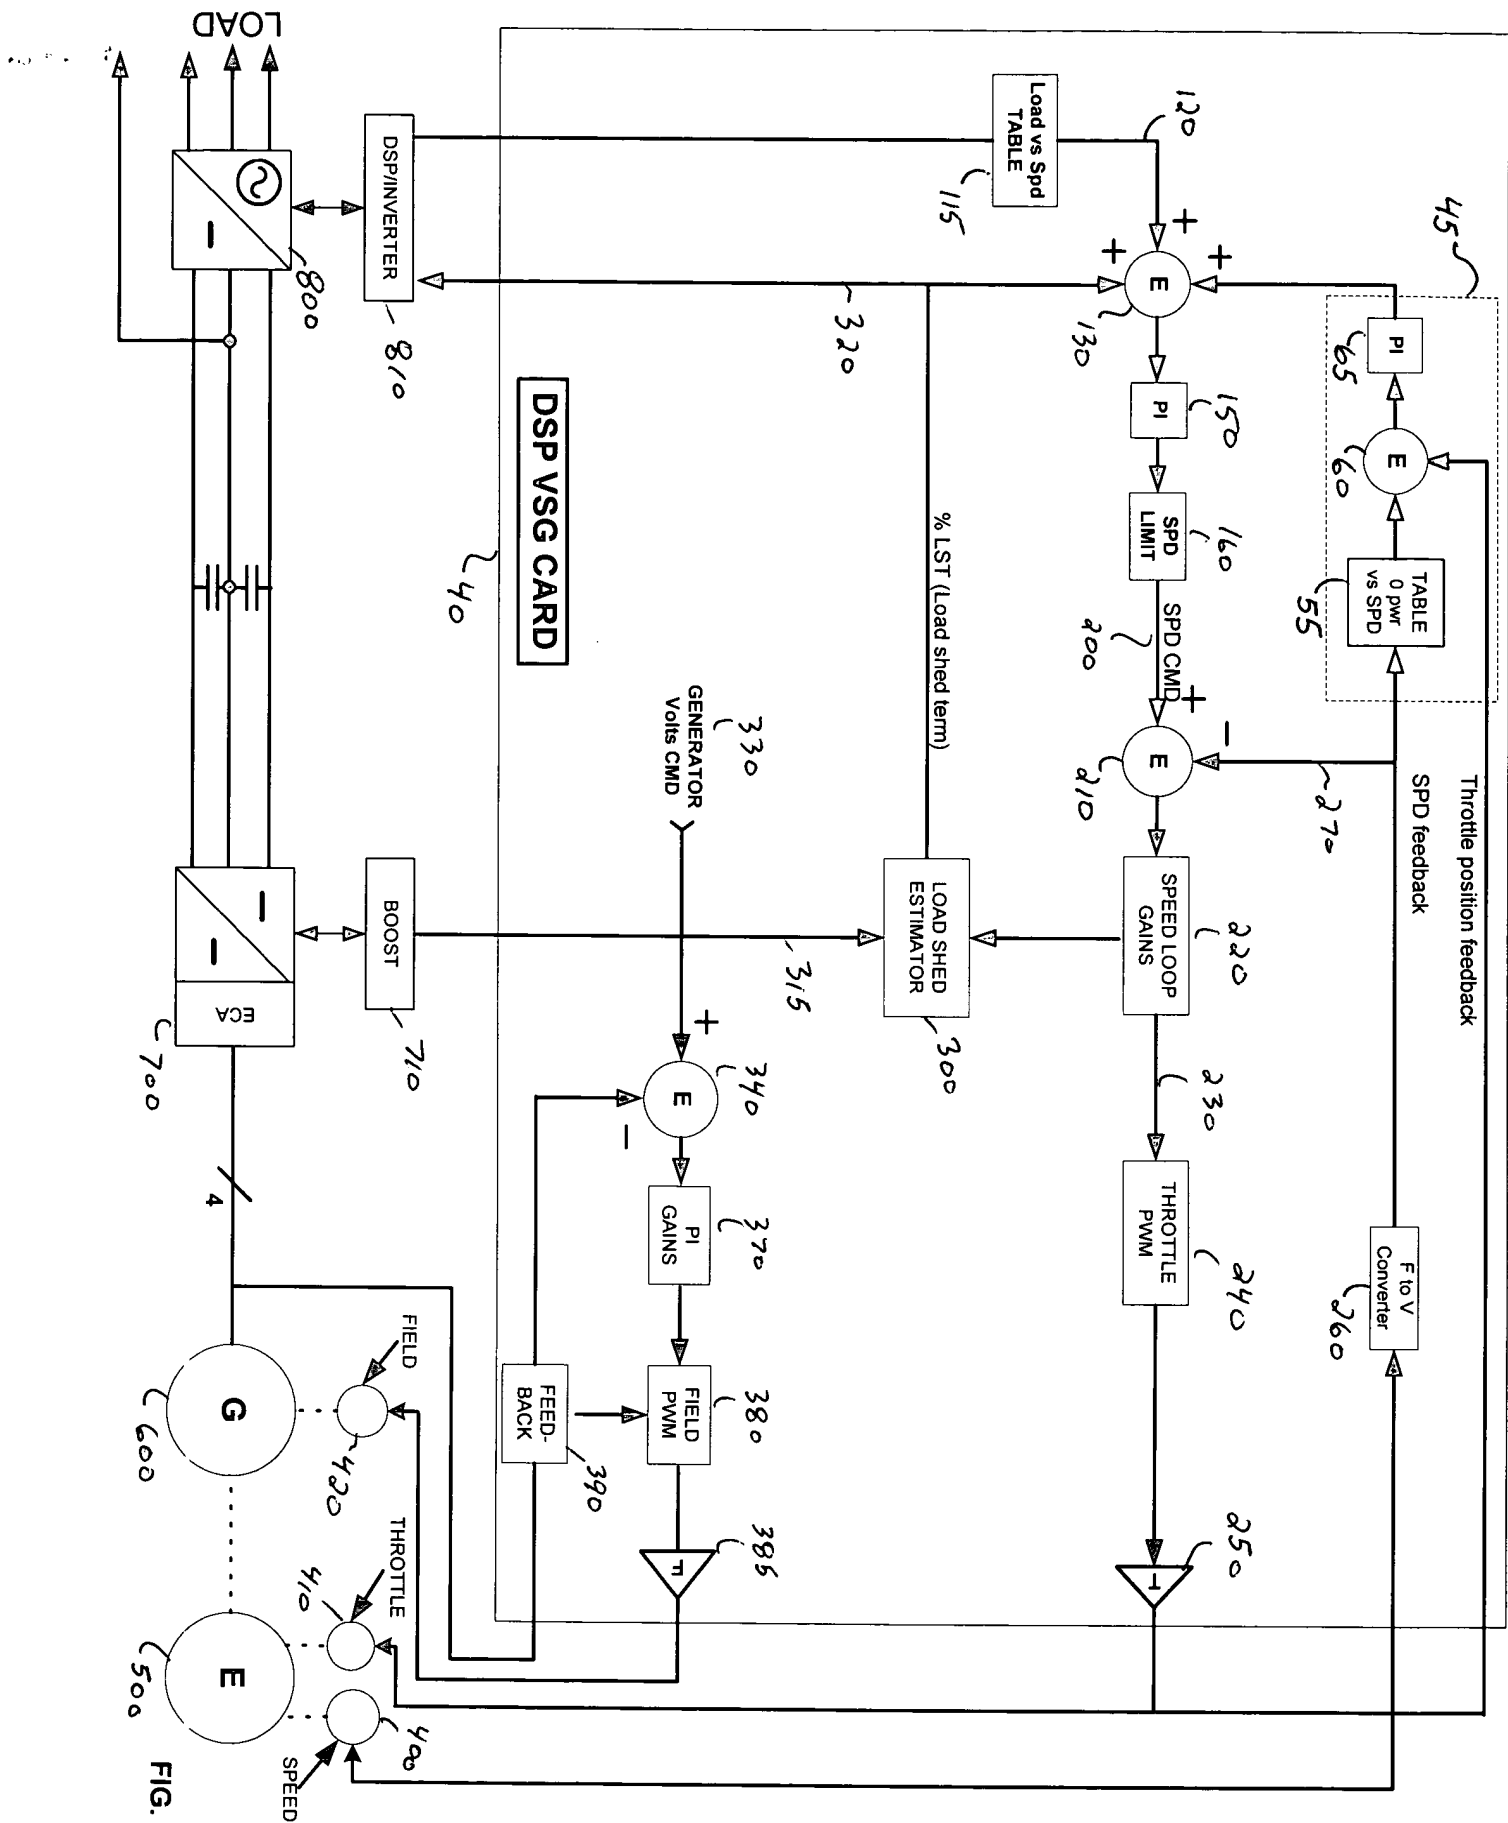 LOAD
DSP/INVERTER
800
810
Load vs Spd
TABLE
115
120
+
+
+
E
130
320
PI
150
SPD
LIMIT
160
SPD CMD
200
+
−
E
210
270
45
PI
65
E
60
TABLE
0 pwr
vs SPD
55
Throttle position feedback
SPD feedback
DSP VSG CARD
40
% LST (Load shed term)
GENERATOR
Volts CMD
330
BOOST
710
ECA
700
315
LOAD SHED
ESTIMATOR
300
SPEED LOOP
GAINS
220
230
THROTTLE
PWM
240
T
250
F to V
Converter
260
+
−
E
340
PI
GAINS
370
FIELD
PWM
380
F
385
FEED-
BACK
390
4
G
600
FIELD
420
THROTTLE
410
E
500
SPEED
400
FIG.